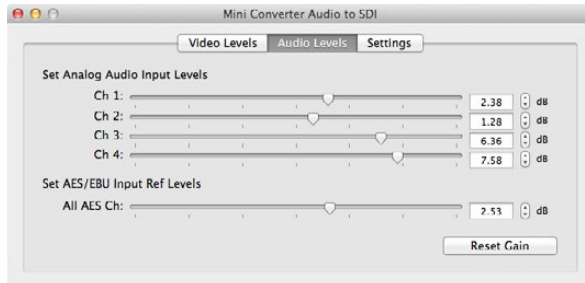 Mini Converter Audio to SDI
Video Levels Audio Levels Settings
Set Analog Audio Input Levels
Ch 1: 2.38 dB
Ch 2: 1.28 dB
Ch 3: 6.36 dB
Ch 4: 7.58 dB
Set AES/EBU Input Ref Levels
All AES Ch: 2.53 dB
Reset Gain